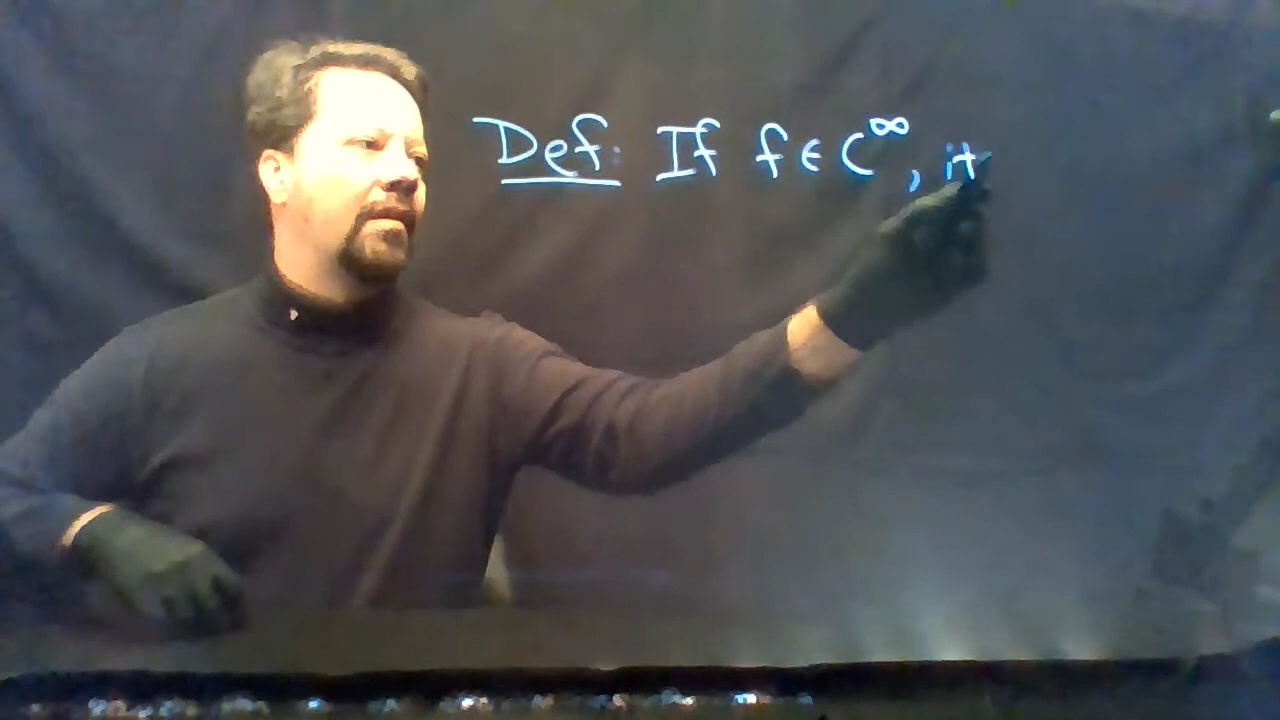 Def: If f ∈ C^∞, it